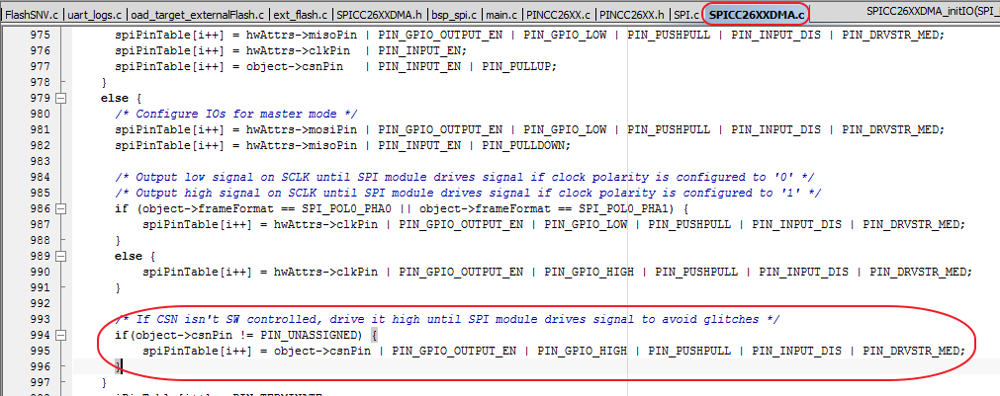 FlashSNV.c | uart_logs.c | oad_target_externalFlash.c | ext_flash.c | SPICC26XXDMA.h | bsp_spi.c | main.c | PINCC26XX.c | PINCC26XX.h | SPI.c | SPICC26XXDMA.c | SPICC26XXDMA_initIO(SPI_
975 spiPinTable[i++] = hwAttrs->misoPin | PIN_GPIO_OUTPUT_EN | PIN_GPIO_LOW | PIN_PUSHPULL | PIN_INPUT_DIS | PIN_DRVSTR_MED;
976 spiPinTable[i++] = hwAttrs->clkPin | PIN_INPUT_EN;
977 spiPinTable[i++] = object->csnPin | PIN_INPUT_EN | PIN_PULLUP;
978 }
979 else {
980 /* Configure IOs for master mode */
981 spiPinTable[i++] = hwAttrs->mosiPin | PIN_GPIO_OUTPUT_EN | PIN_GPIO_LOW | PIN_PUSHPULL | PIN_INPUT_DIS | PIN_DRVSTR_MED;
982 spiPinTable[i++] = hwAttrs->misoPin | PIN_INPUT_EN | PIN_PULLDOWN;
983
984 /* Output low signal on SCLK until SPI module drives signal if clock polarity is configured to '0' */
985 /* Output high signal on SCLK until SPI module drives signal if clock polarity is configured to '1' */
986 if (object->frameFormat == SPI_POL0_PHA0 || object->frameFormat == SPI_POL0_PHA1) {
987 spiPinTable[i++] = hwAttrs->clkPin | PIN_GPIO_OUTPUT_EN | PIN_GPIO_LOW | PIN_PUSHPULL | PIN_INPUT_DIS | PIN_DRVSTR_MED;
988 }
989 else {
990 spiPinTable[i++] = hwAttrs->clkPin | PIN_GPIO_OUTPUT_EN | PIN_GPIO_HIGH | PIN_PUSHPULL | PIN_INPUT_DIS | PIN_DRVSTR_MED;
991 }
992
993 /* If CSN isn't SW controlled, drive it high until SPI module drives signal to avoid glitches */
994 if(object->csnPin != PIN_UNASSIGNED) {
995 spiPinTable[i++] = object->csnPin | PIN_GPIO_OUTPUT_EN | PIN_GPIO_HIGH | PIN_PUSHPULL | PIN_INPUT_DIS | PIN_DRVSTR_MED;
996 }
997 }